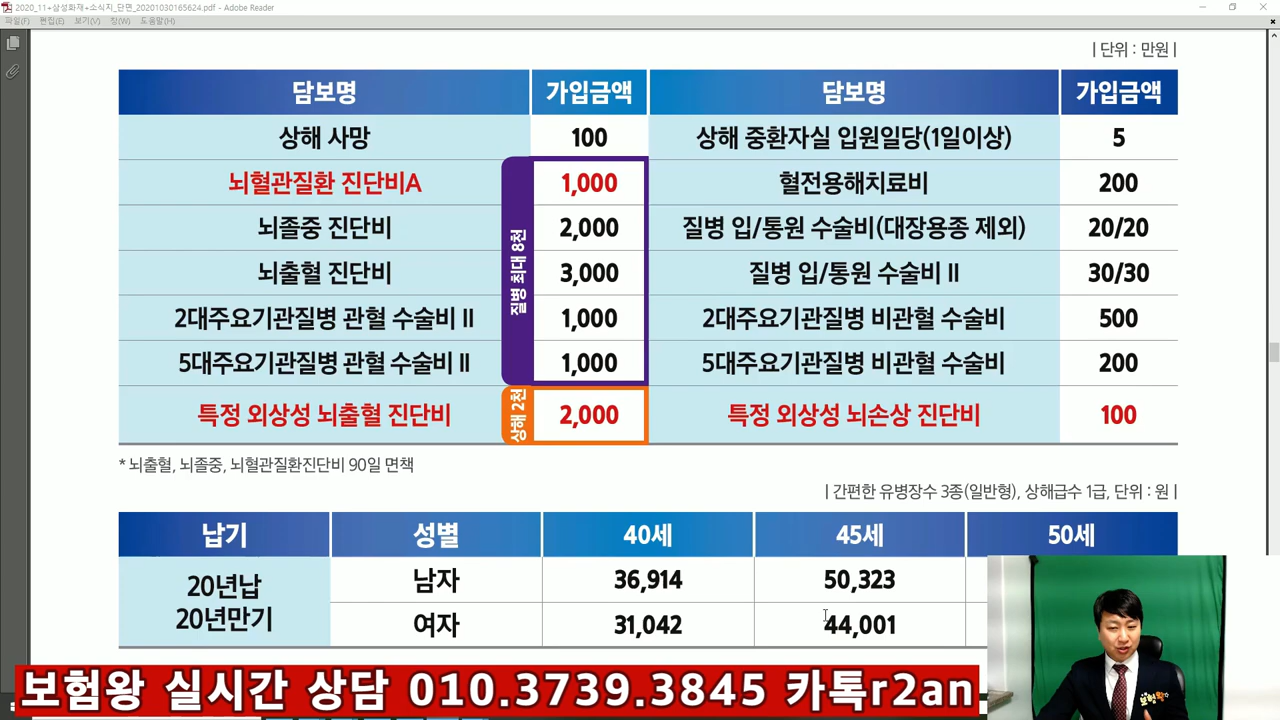 2020_11+삼성화재+소식지_단면_20201030165624.pdf - Adobe Reader
파일(F) 편집(E) 보기(V) 창(W) 도움말(H)
| 단위 : 만원 |
담보명 가입금액 담보명 가입금액
상해 사망 100 상해 중환자실 입원일당(1일이상) 5
뇌혈관질환 진단비A 1,000 혈전용해치료비 200
뇌졸중 진단비 2,000 질병 입/통원 수술비(대장용종 제외) 20/20
뇌출혈 진단비 3,000 질병 입/통원 수술비 II 30/30
2대주요기관질병 관혈 수술비 II 1,000 2대주요기관질병 비관혈 수술비 500
5대주요기관질병 관혈 수술비 II 1,000 5대주요기관질병 비관혈 수술비 200
질병 최대 8천
특정 외상성 뇌출혈 진단비 2,000 특정 외상성 뇌손상 진단비 100
상해 2천
* 뇌출혈, 뇌졸중, 뇌혈관질환진단비 90일 면책
| 간편한 유병장수 3종(일반형), 상해급수 1급, 단위 : 원 |
납기 성별 40세 45세 50세
20년납
20년만기
남자 36,914 50,323
여자 31,042 44,001
보험왕 실시간 상담 010.3739.3845 카톡r2an
보험왕